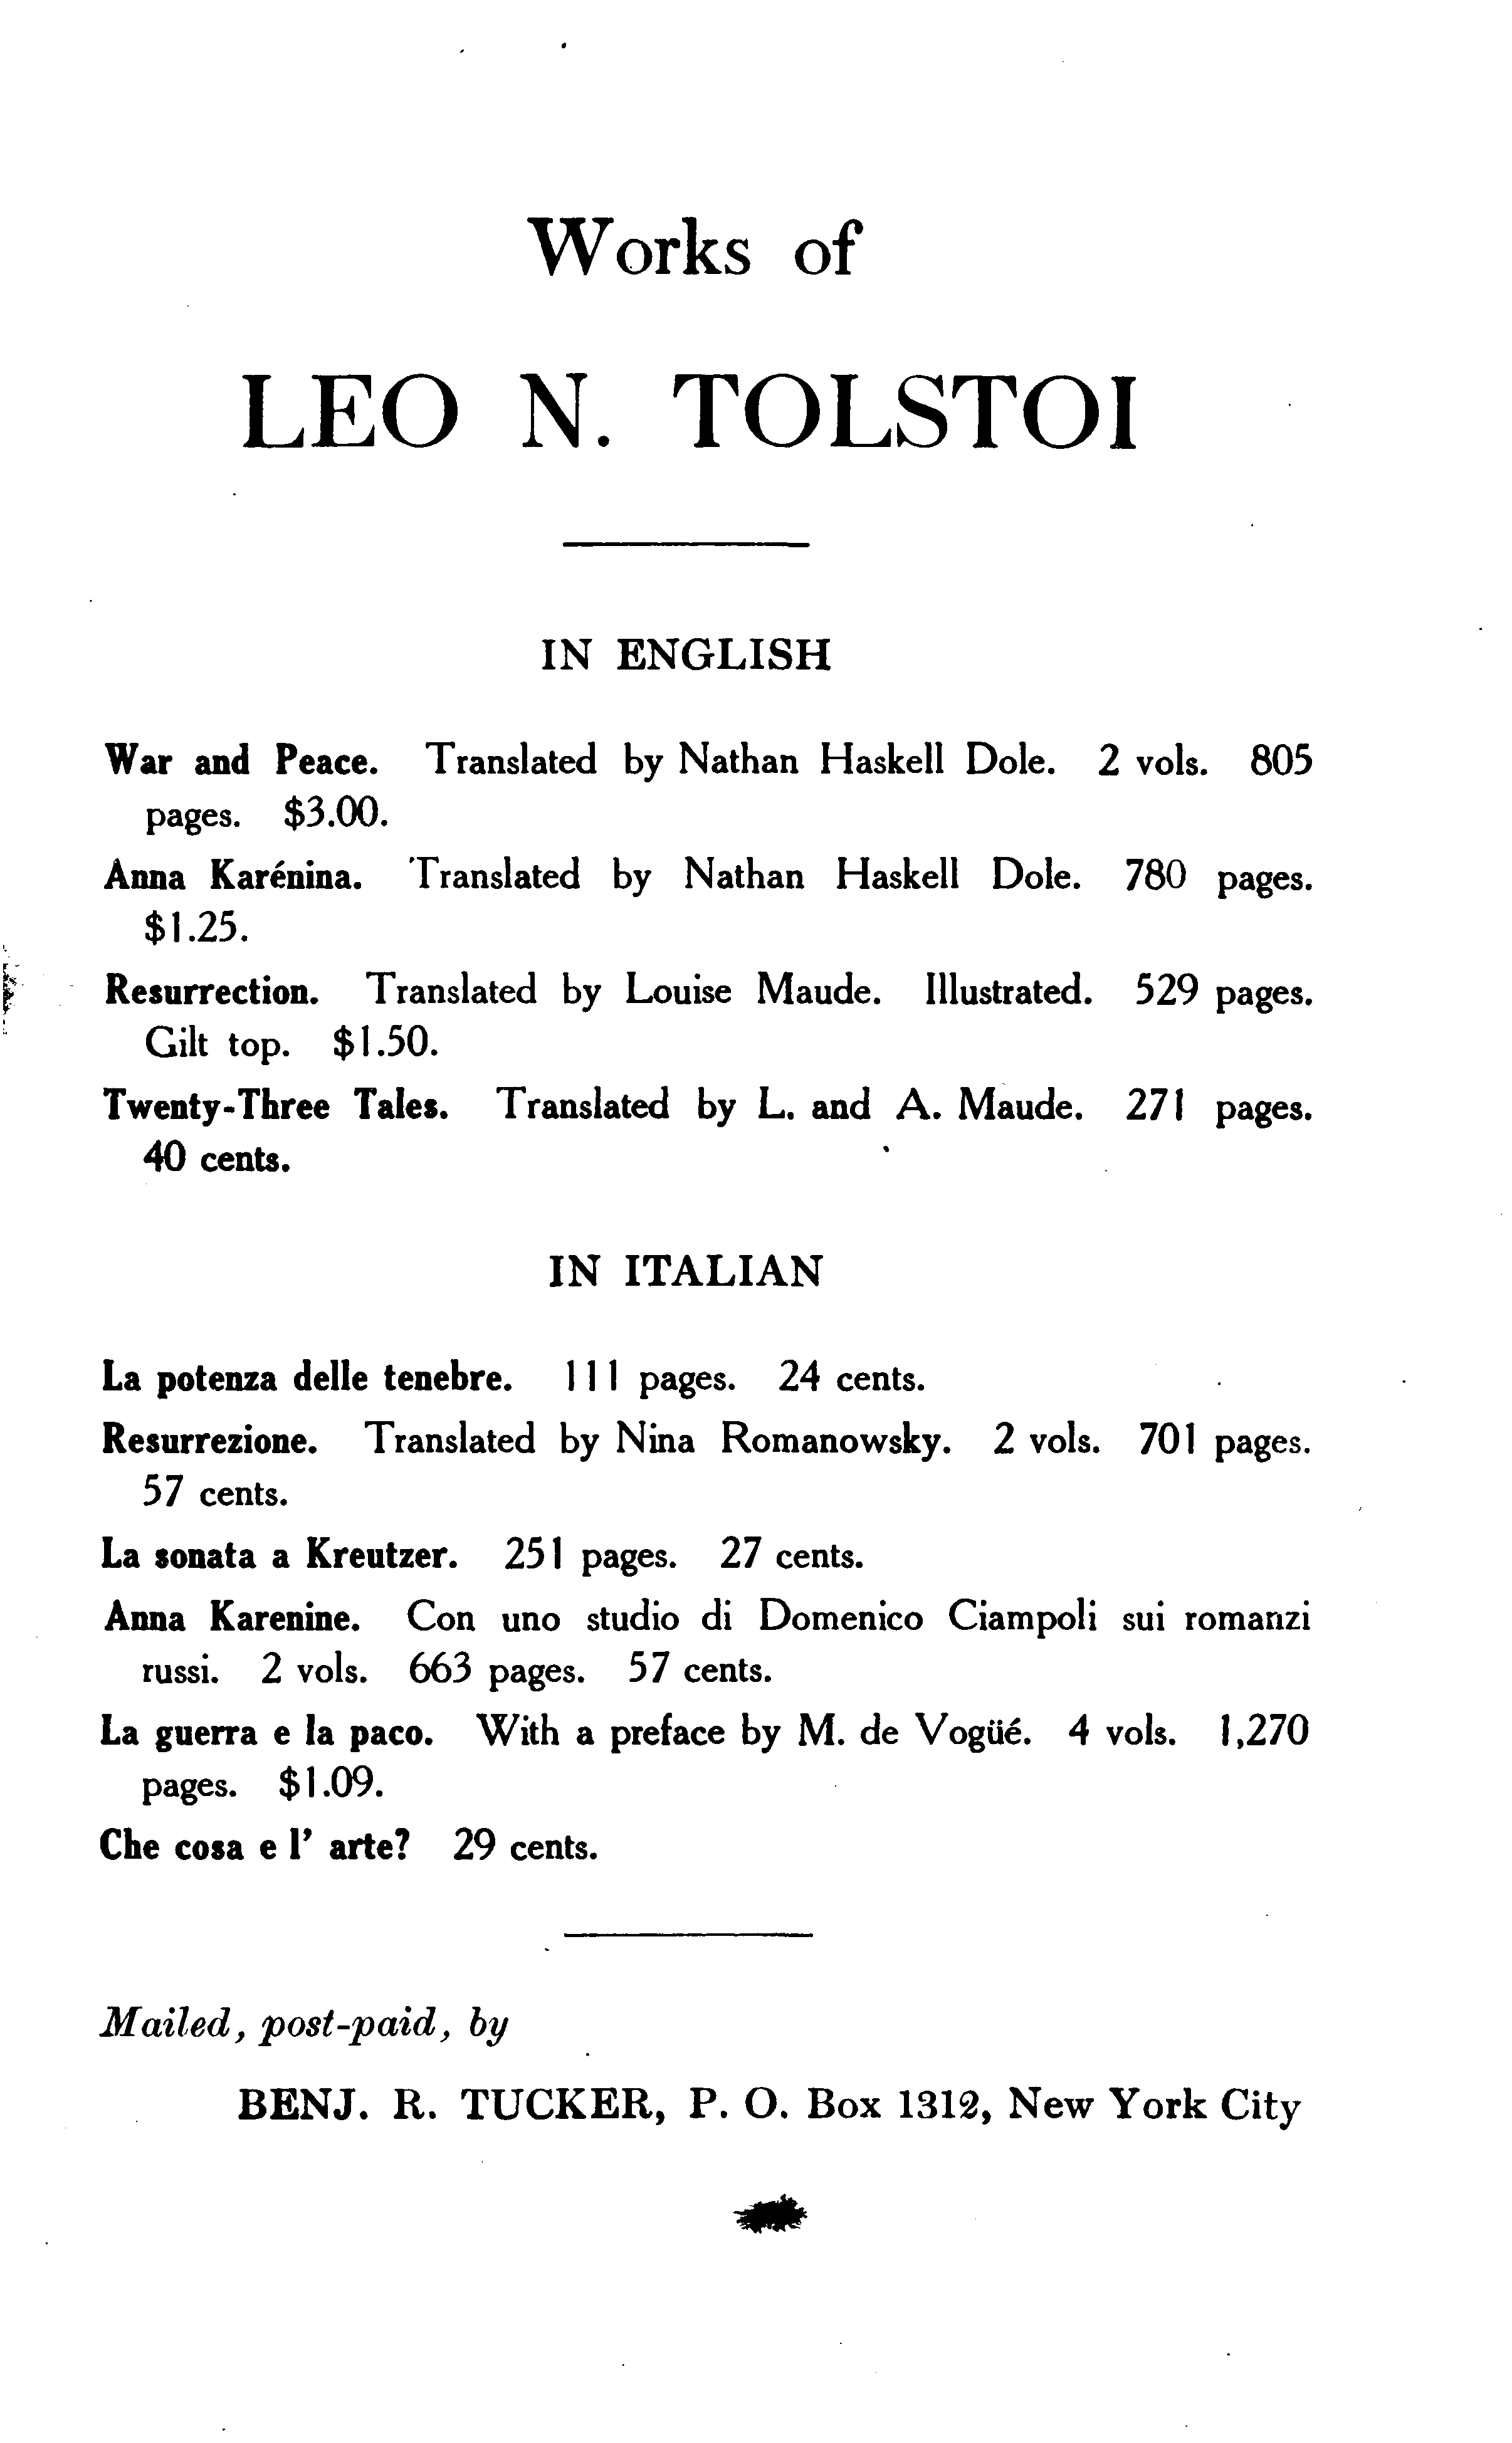 Works of
LEO N. TOLSTOI
IN ENGLISH
War and Peace. Translated by Nathan Haskell Dole. 2 vols. 805
pages. $3.00.
Anna Karénina. Translated by Nathan Haskell Dole. 780 pages.
$1.25.
Resurrection. Translated by Louise Maude. Illustrated. 529 pages.
Gilt top. $1.50.
Twenty-Three Tales. Translated by L. and A. Maude. 271 pages.
40 cents.
IN ITALIAN
La potenza delle tenebre. 111 pages. 24 cents.
Resurrezione. Translated by Nina Romanowsky. 2 vols. 701 pages.
57 cents.
La sonata a Kreutzer. 251 pages. 27 cents.
Anna Karenine. Con uno studio di Domenico Ciampoli sui romanzi
russi. 2 vols. 663 pages. 57 cents.
La guerra e la paco. With a preface by M. de Vogüé. 4 vols. 1,270
pages. $1.09.
Che cosa e l' arte? 29 cents.
Mailed, post-paid, by
BENJ. R. TUCKER, P. O. Box 1312, New York City